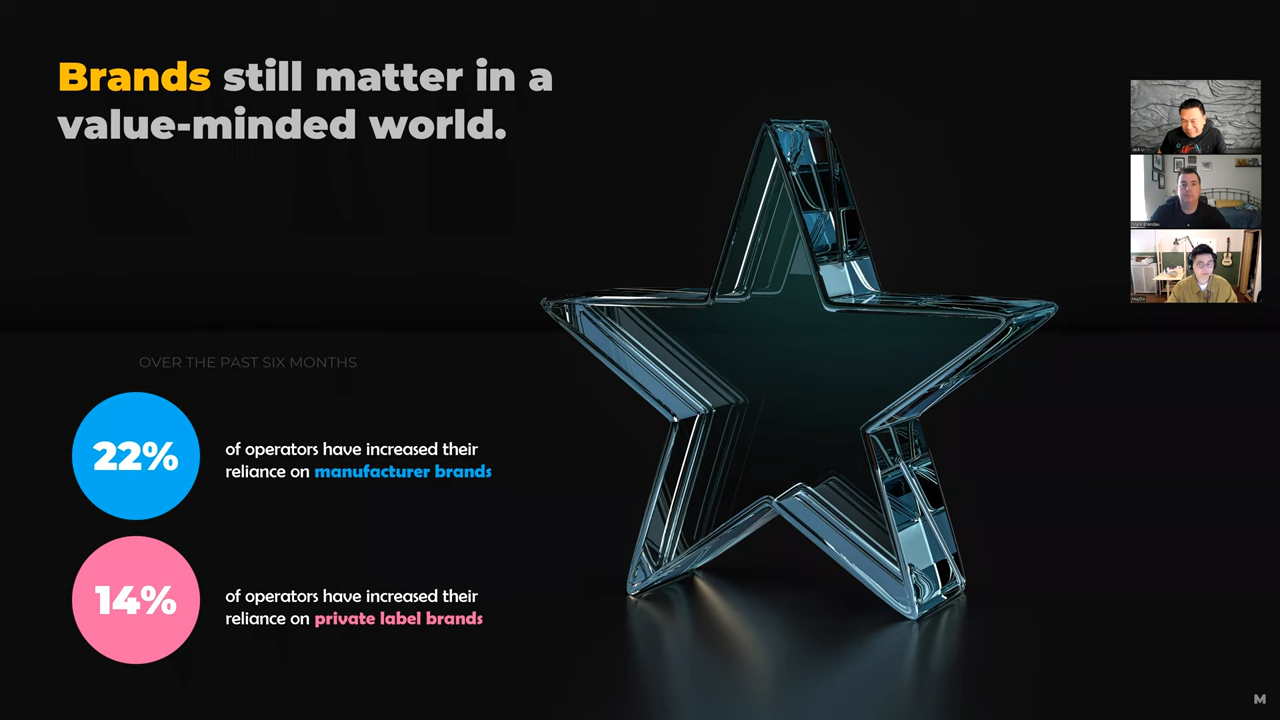 Brands still matter in a
value-minded world.
OVER THE PAST SIX MONTHS
22%
of operators have increased their
reliance on manufacturer brands
14%
of operators have increased their
reliance on private label brands
M